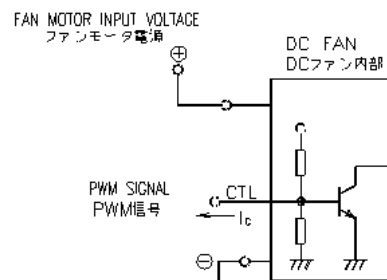 FAN MOTOR INPUT VOLTAGE
ファンモータ電源
DC FAN
DCファン内部
PWM SIGNAL
PWM信号
CTL
Ic